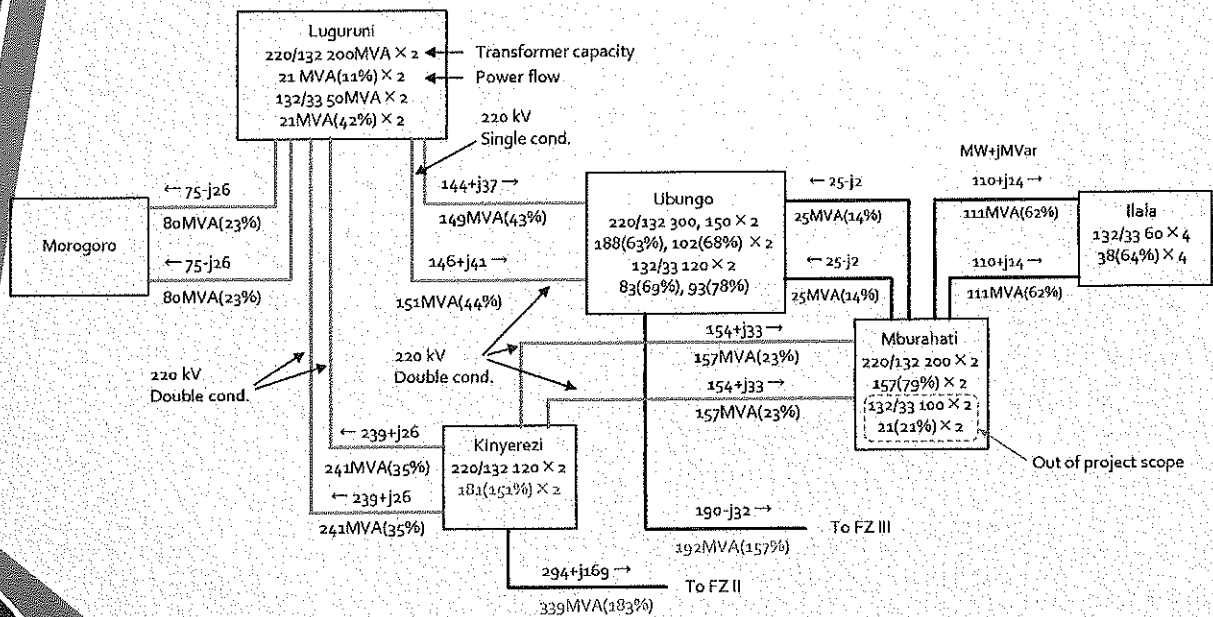 Luguruni
220/132 200MVA × 2
21 MVA(11%) × 2
132/33 50MVA × 2
21MVA(42%) × 2
Transformer capacity
Power flow
220 kV
Single cond.
MW+jMVar
← 75-j26
80MVA(23%)
← 75-j26
80MVA(23%)
Morogoro
144+j37 →
149MVA(43%)
146+j41 →
151MVA(44%)
Ubungo
220/132 300, 150 × 2
188(63%), 102(68%) × 2
132/33 120 × 2
83(69%), 93(78%)
← 25-j2
25MVA(14%)
← 25-j2
25MVA(14%)
110+j14 →
111MVA(62%)
110+j14 →
111MVA(62%)
Ilala
132/33 60 × 4
38(64%) × 4
220 kV
Double cond.
220 kV
Double cond.
154+j33 →
157MVA(23%)
154+j33 →
157MVA(23%)
Mburahati
220/132 200 × 2
157(79%) × 2
132/33 100 × 2
21(21%) × 2
Out of project scope
← 239+j26
241MVA(35%)
← 239+j26
241MVA(35%)
Kinyerezi
220/132 120 × 2
181(151%) × 2
190-j32 →
192MVA(157%)
To FZ III
294+j169 →
339MVA(183%)
To FZ II